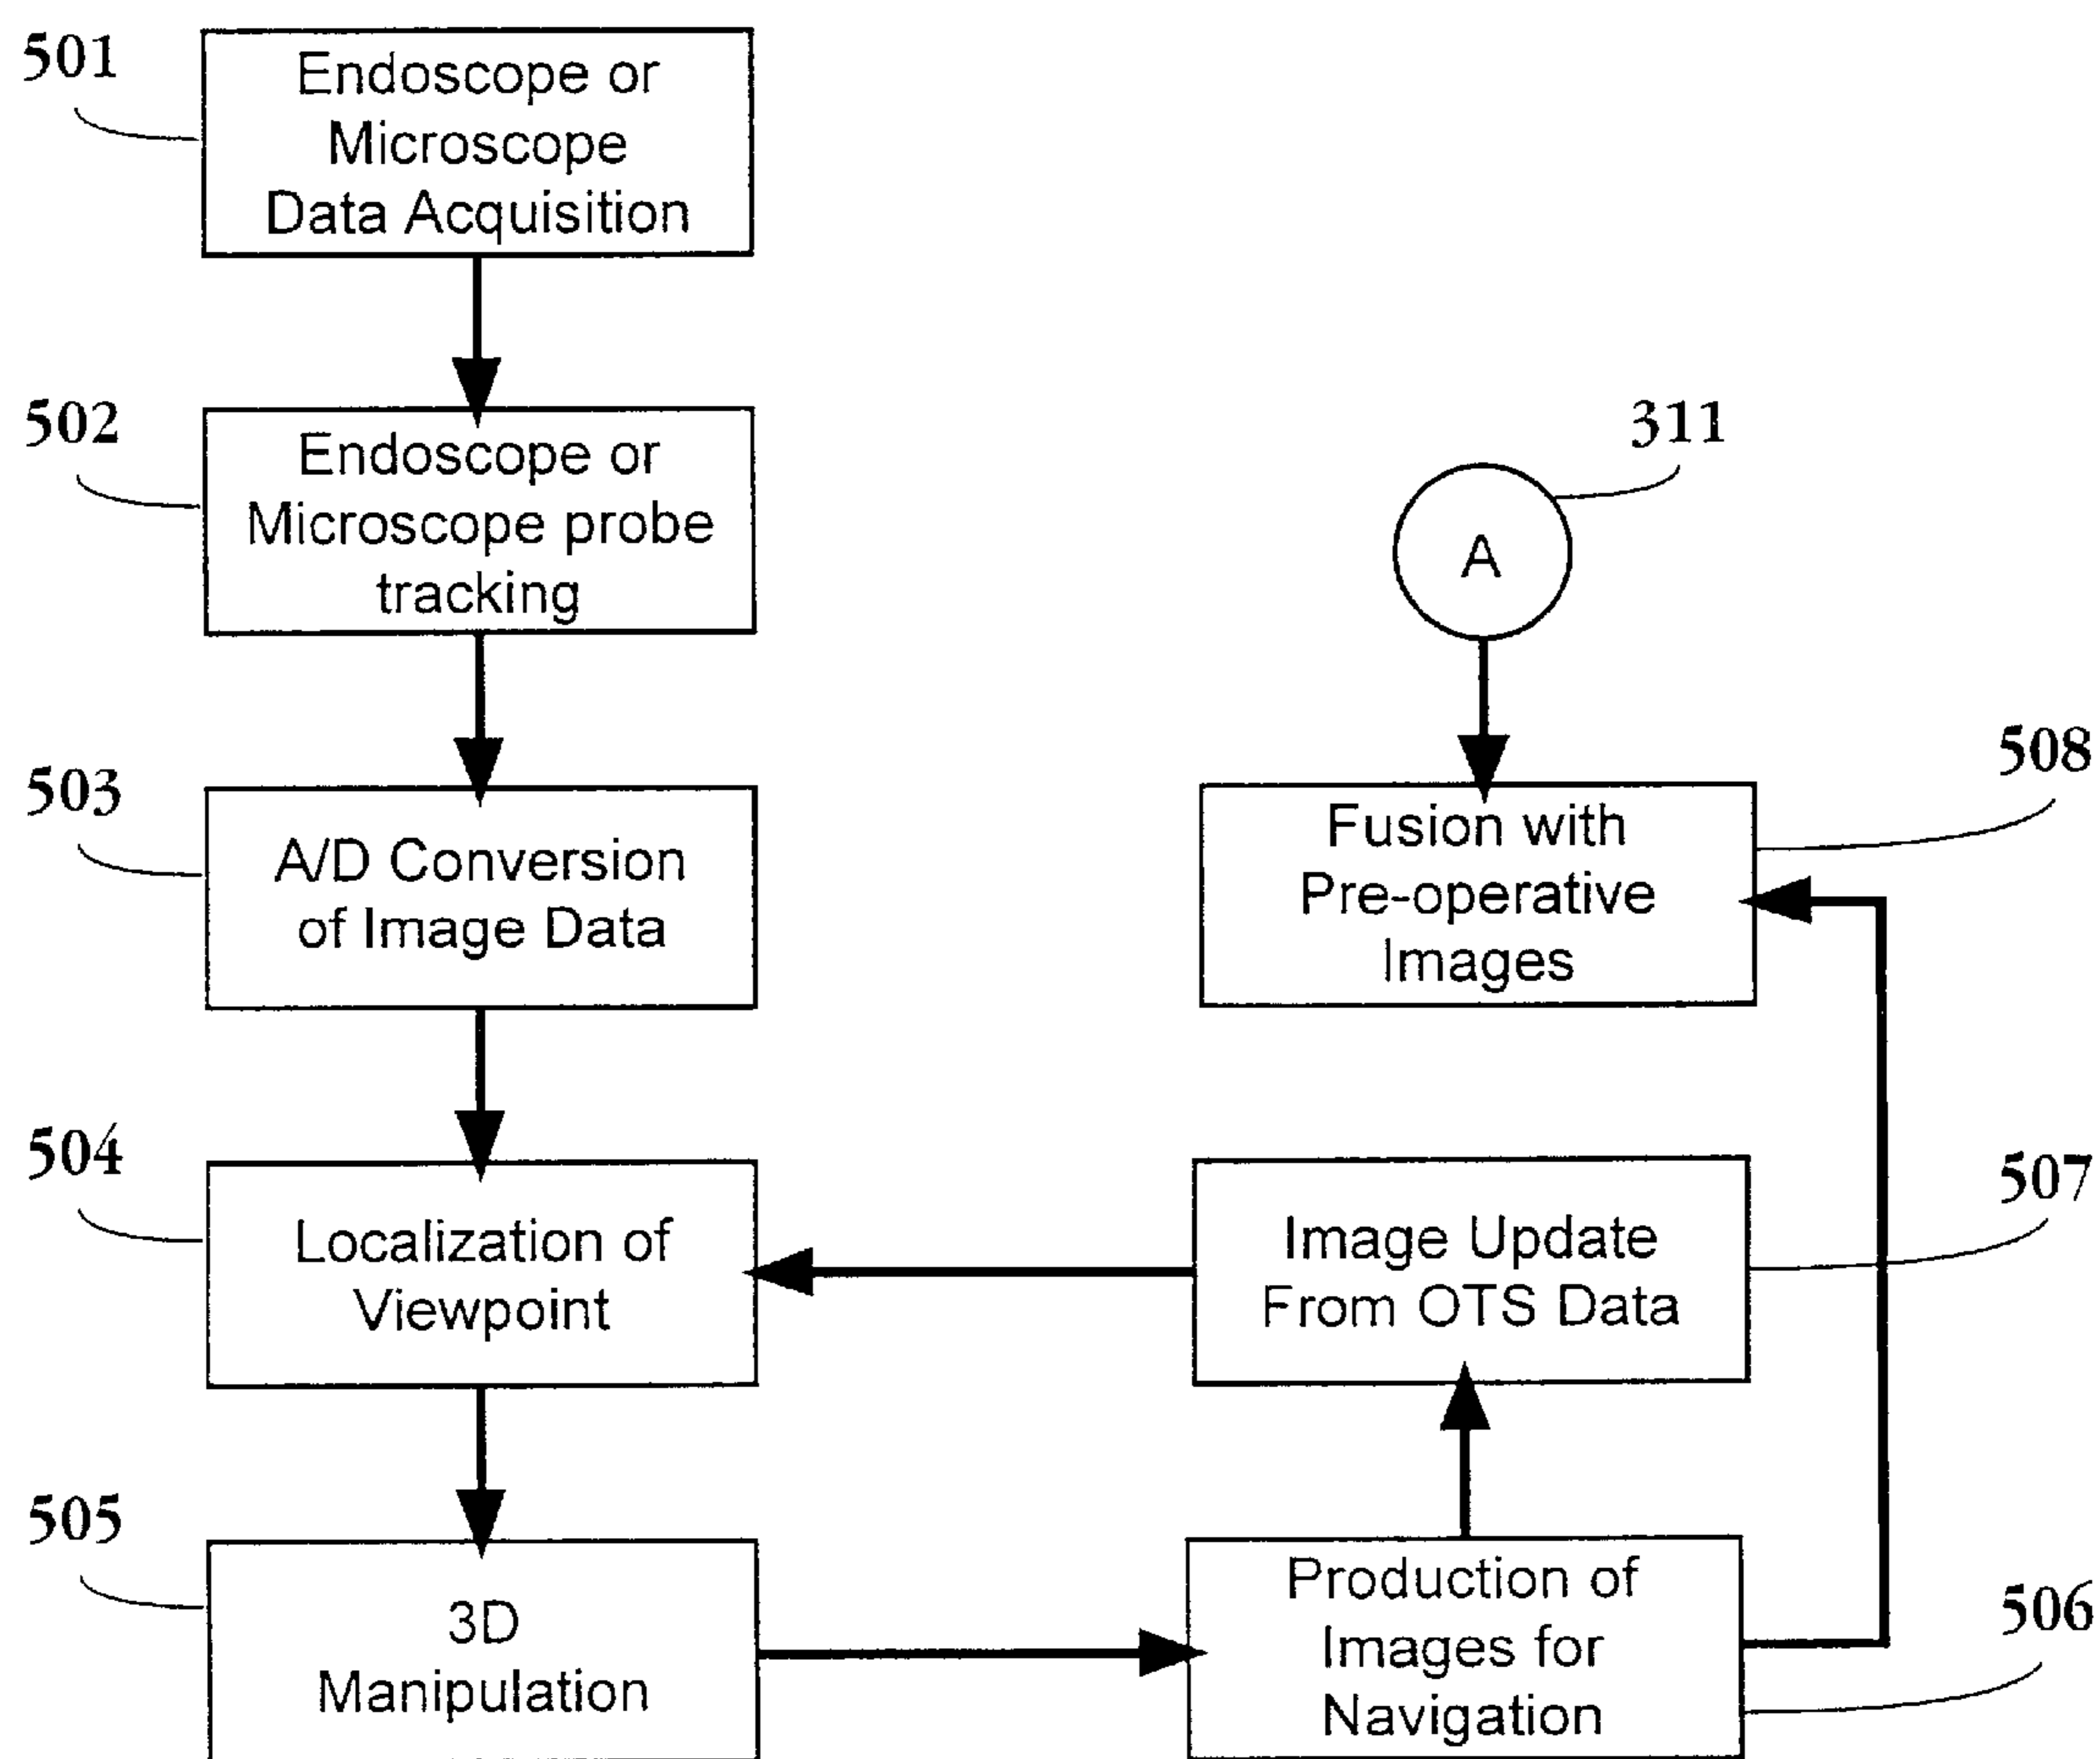 501
Endoscope or
Microscope
Data Acquisition
502
Endoscope or
Microscope probe
tracking
311
A
503
A/D Conversion
of Image Data
508
Fusion with
Pre-operative
Images
504
Localization of
Viewpoint
507
Image Update
From OTS Data
505
3D
Manipulation
506
Production of
Images for
Navigation